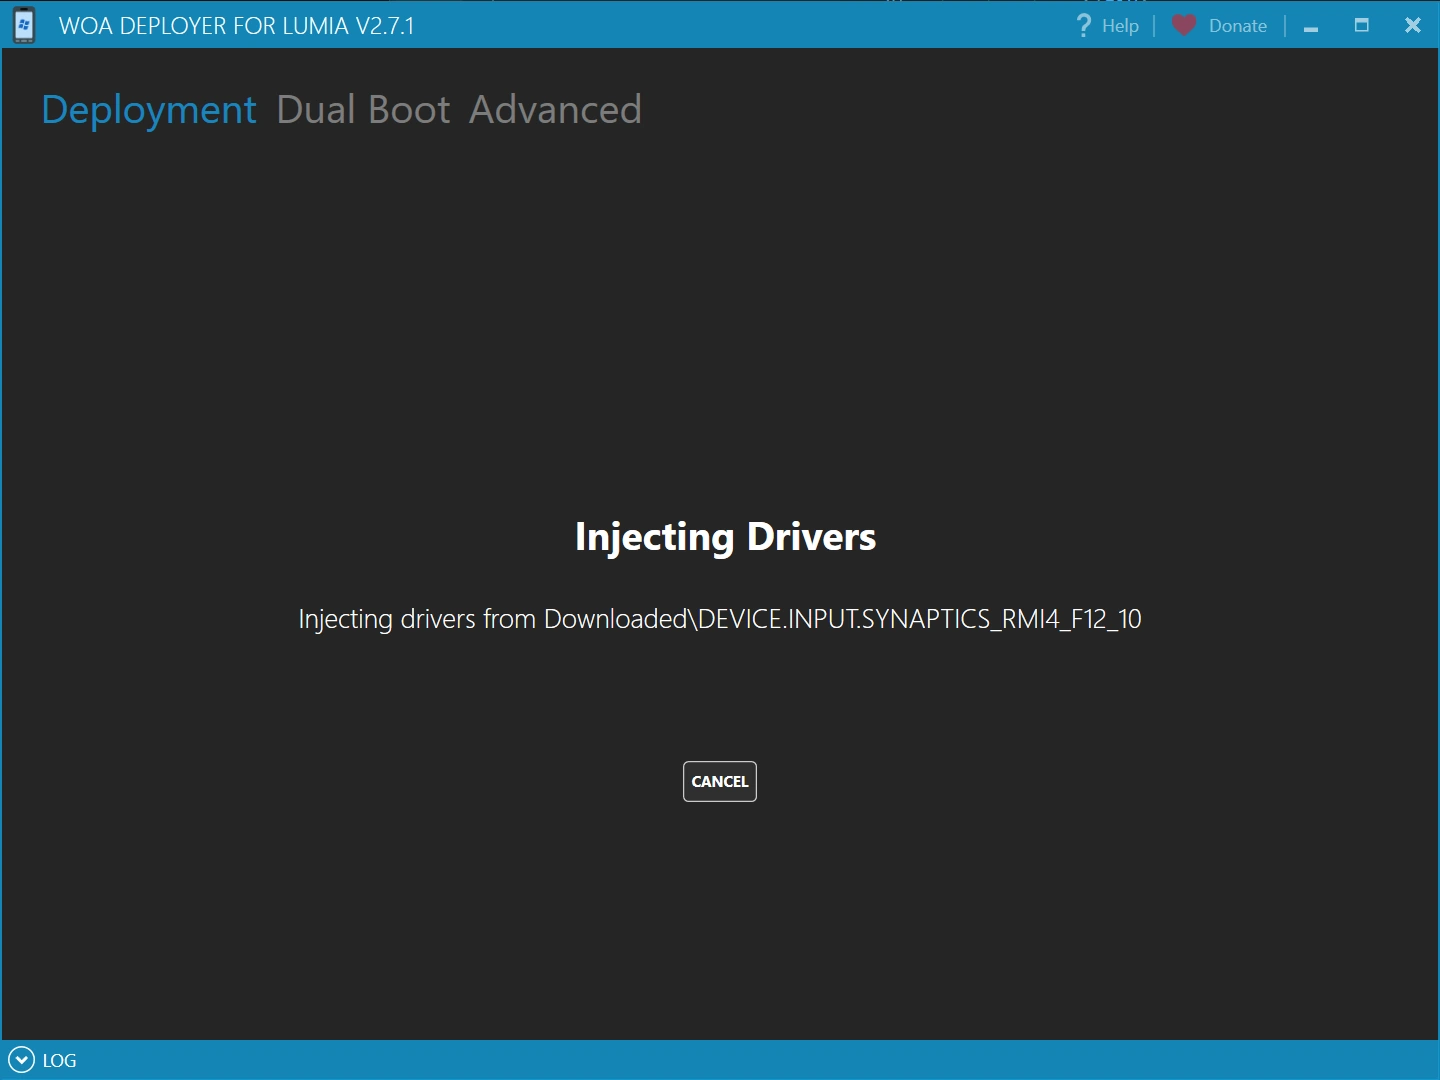 WOA DEPLOYER FOR LUMIA V2.7.1
? Help
Donate
Deployment Dual Boot Advanced
Injecting Drivers
Injecting drivers from Downloaded\DEVICE.INPUT.SYNAPTICS_RMI4_F12_10
CANCEL
LOG